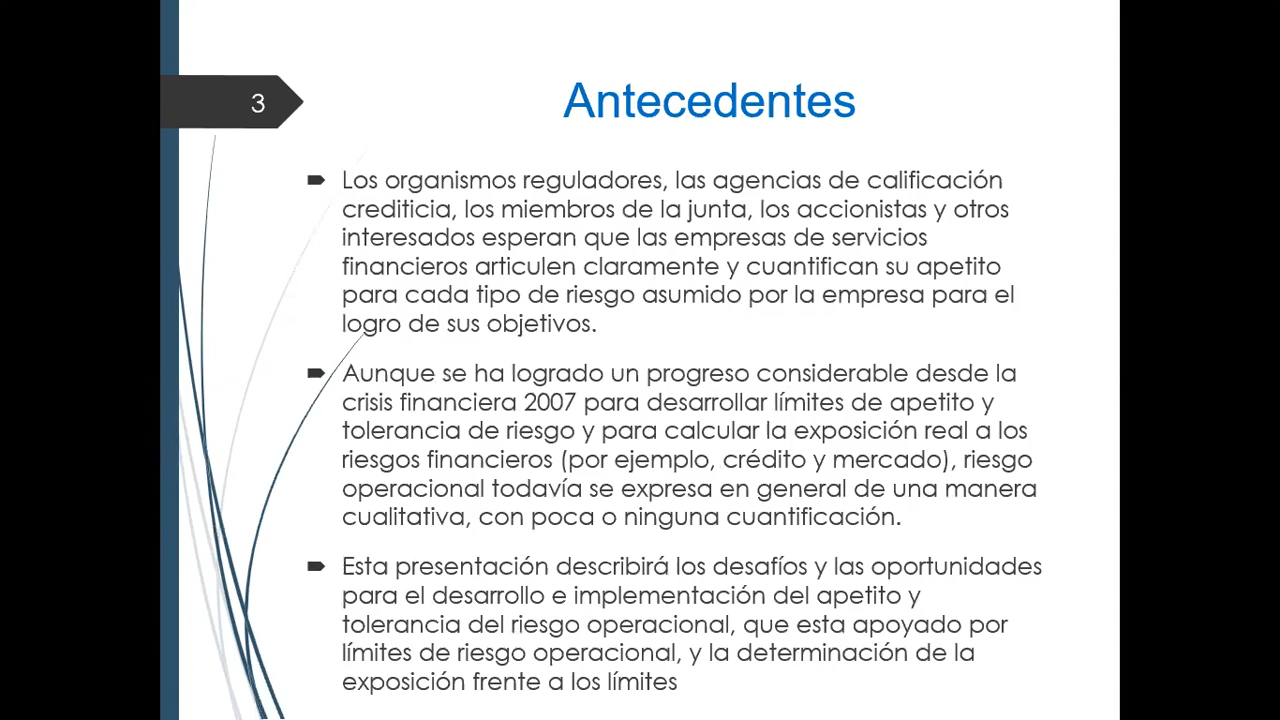 3
Antecedentes
Los organismos reguladores, las agencias de calificación
crediticia, los miembros de la junta, los accionistas y otros
interesados esperan que las empresas de servicios
financieros articulen claramente y cuantifican su apetito
para cada tipo de riesgo asumido por la empresa para el
logro de sus objetivos.
Aunque se ha logrado un progreso considerable desde la
crisis financiera 2007 para desarrollar límites de apetito y
tolerancia de riesgo y para calcular la exposición real a los
riesgos financieros (por ejemplo, crédito y mercado), riesgo
operacional todavía se expresa en general de una manera
cualitativa, con poca o ninguna cuantificación.
Esta presentación describirá los desafíos y las oportunidades
para el desarrollo e implementación del apetito y
tolerancia del riesgo operacional, que esta apoyado por
límites de riesgo operacional, y la determinación de la
exposición frente a los límites